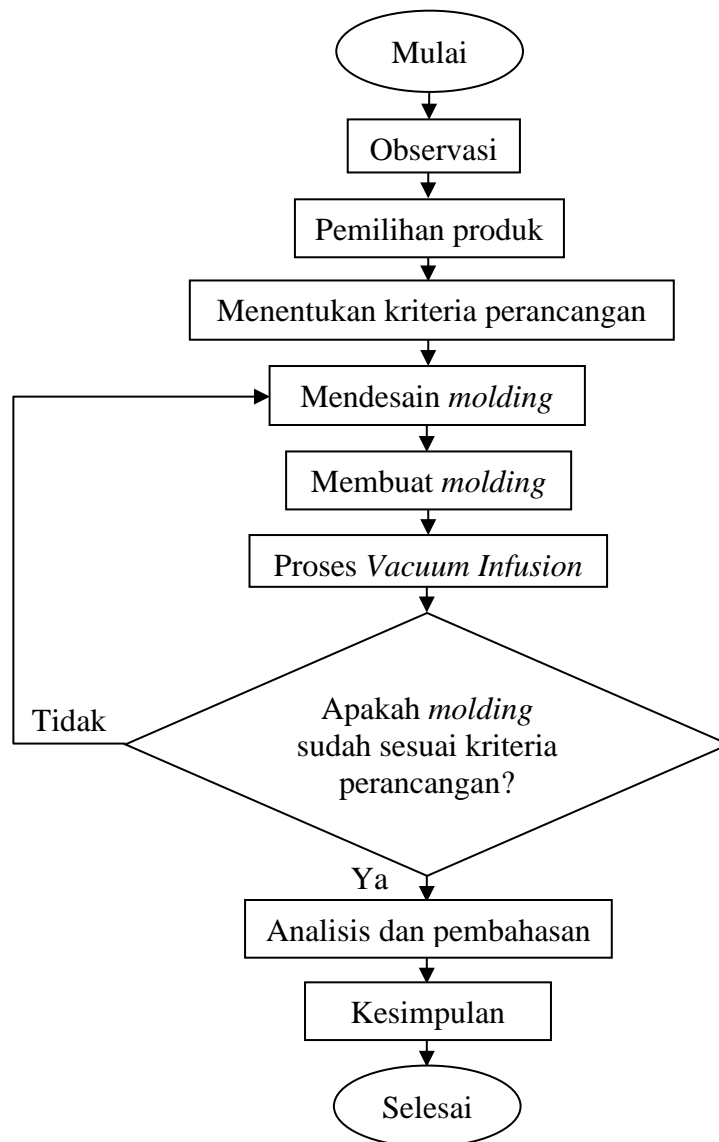 Mulai
Observasi
Pemilihan produk
Menentukan kriteria perancangan
Mendesain molding
Membuat molding
Proses Vacuum Infusion
Tidak
Apakah molding
sudah sesuai kriteria
perancangan?
Ya
Analisis dan pembahasan
Kesimpulan
Selesai